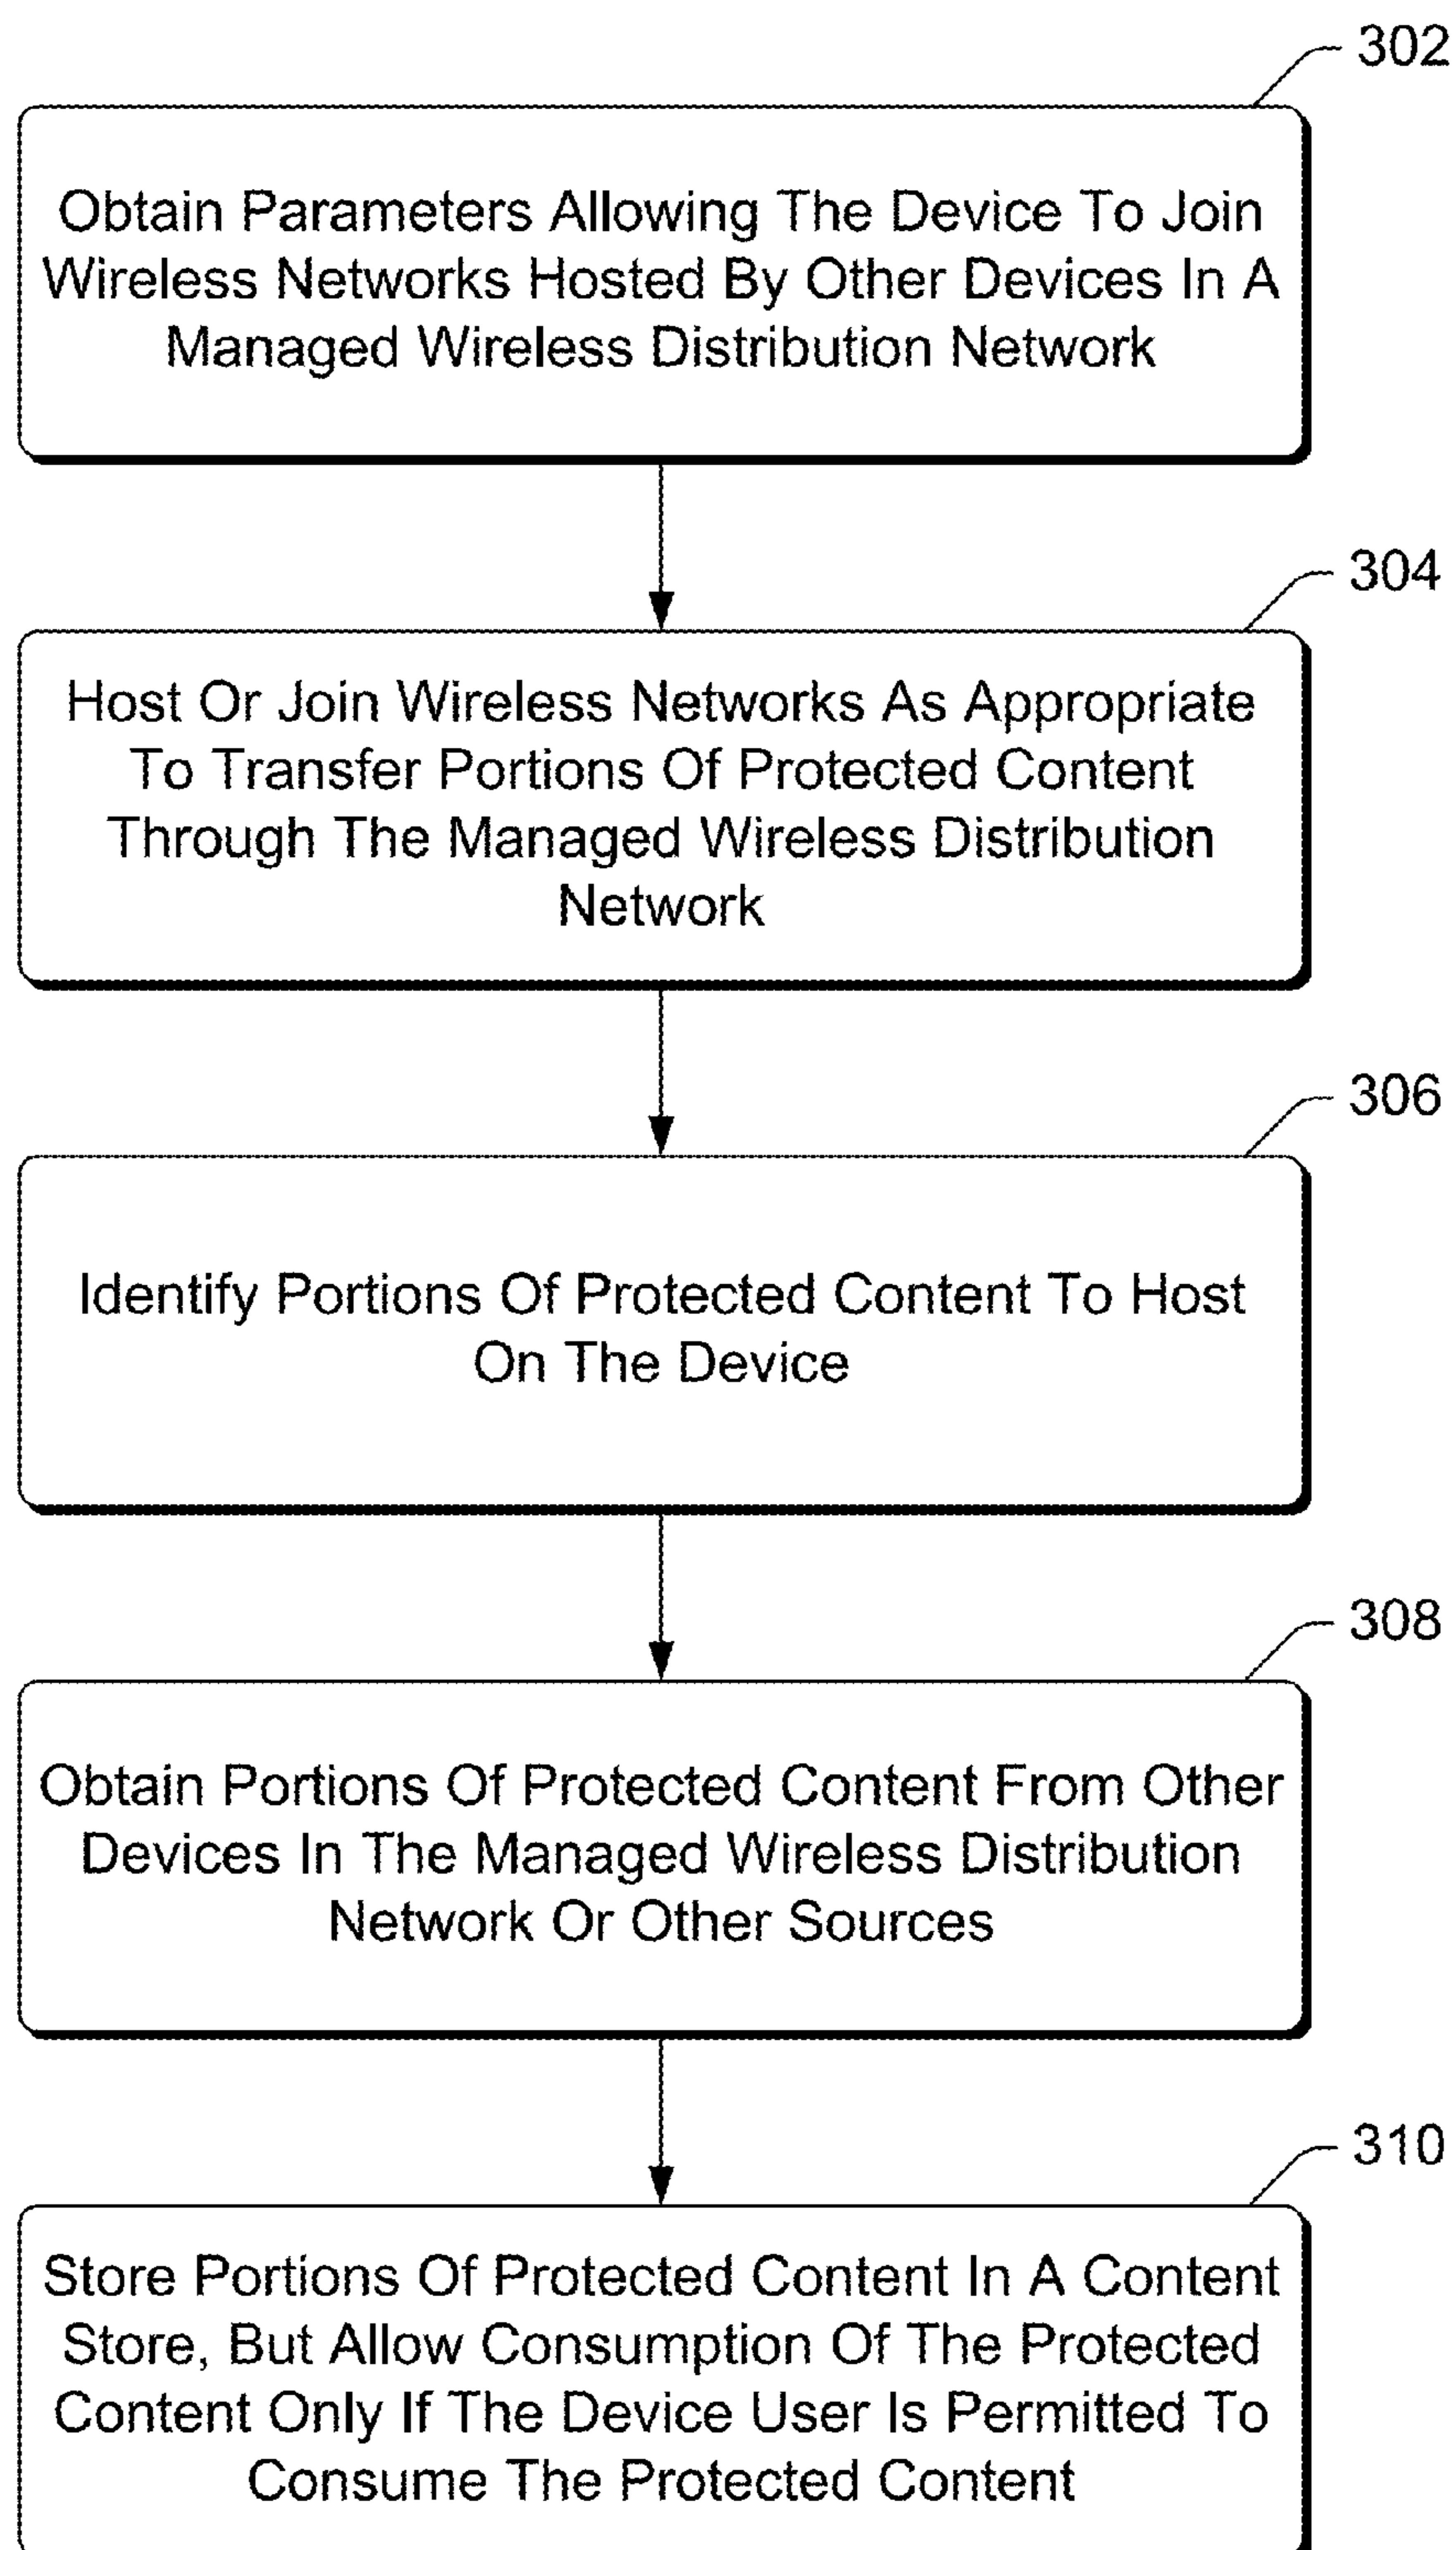 302
Obtain Parameters Allowing The Device To Join
Wireless Networks Hosted By Other Devices In A
Managed Wireless Distribution Network
304
Host Or Join Wireless Networks As Appropriate
To Transfer Portions Of Protected Content
Through The Managed Wireless Distribution
Network
306
Identify Portions Of Protected Content To Host
On The Device
308
Obtain Portions Of Protected Content From Other
Devices In The Managed Wireless Distribution
Network Or Other Sources
310
Store Portions Of Protected Content In A Content
Store, But Allow Consumption Of The Protected
Content Only If The Device User Is Permitted To
Consume The Protected Content